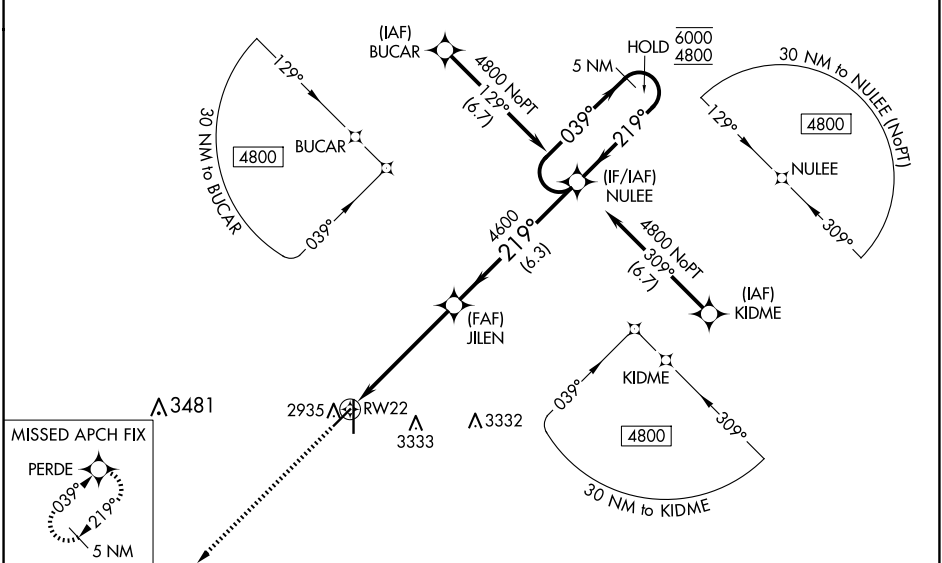 (IAF)
BUCAR
4800 NoPT
129°
(6.7)
HOLD
6000
4800
5 NM
039°
219°
(IF/IAF)
NULEE
129°
BUCAR
4800
039°
30 NM to BUCAR
30 NM to NULEE (NoPT)
129°
4800
NULEE
309°
4600
219°
(6.3)
(FAF)
JILEN
4800 NoPT
309°
(6.7)
(IAF)
KIDME
KIDME
039°
309°
4800
30 NM to KIDME
3481
2935
RW22
3333
3332
MISSED APCH FIX
PERDE
039°
219°
5 NM